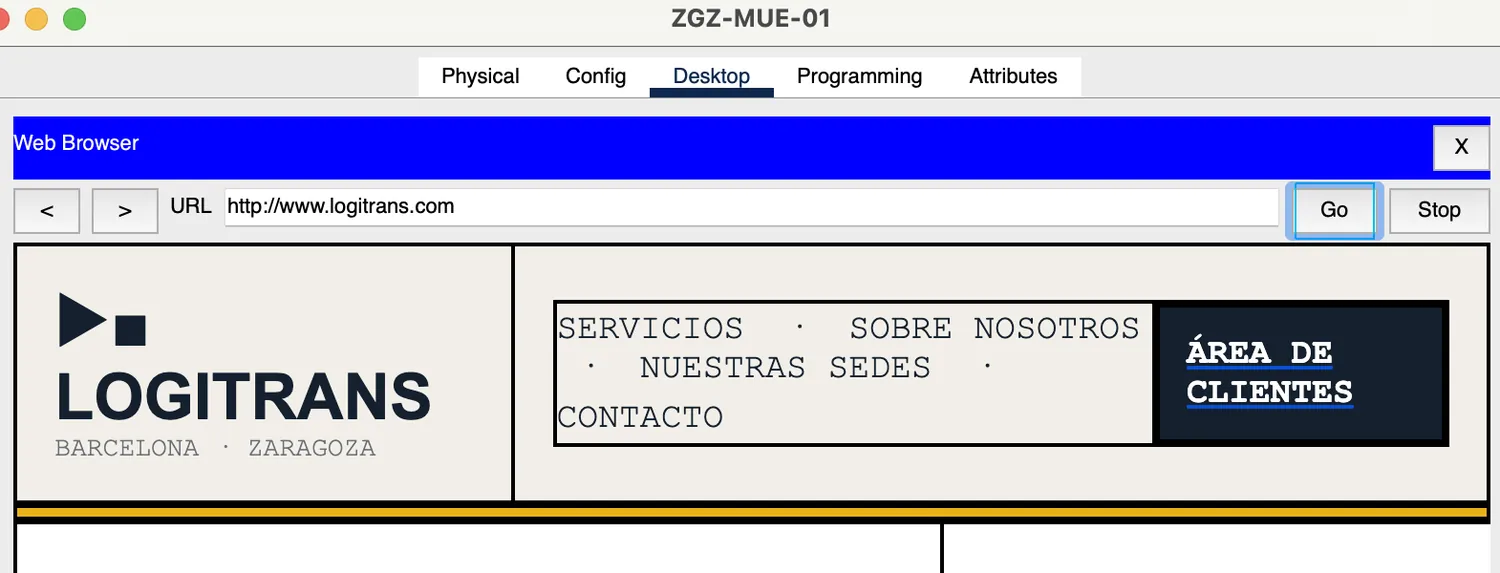 ZGZ-MUE-01
Physical Config Desktop Programming Attributes
Web Browser X
< > URL http://www.logitrans.com Go Stop
SERVICIOS · SOBRE NOSOTROS
· NUESTRAS SEDES ·
CONTACTO
ÁREA DE
CLIENTES
LOGITRANS
BARCELONA · ZARAGOZA